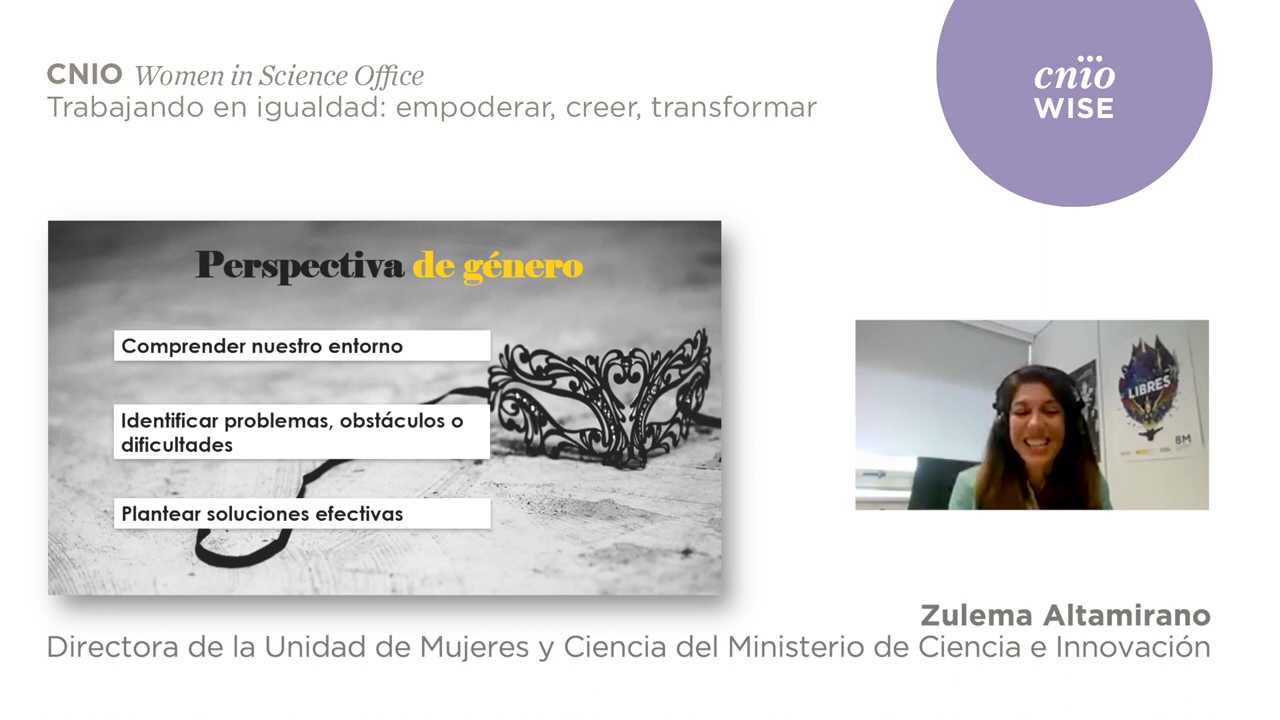 CNIO Women in Science Office
Trabajando en igualdad: empoderar, creer, transformar
cnio
WISE
Perspectiva de género
Comprender nuestro entorno
Identificar problemas, obstáculos o
dificultades
Plantear soluciones efectivas
LIBRES
8M
Zulema Altamirano
Directora de la Unidad de Mujeres y Ciencia del Ministerio de Ciencia e Innovación